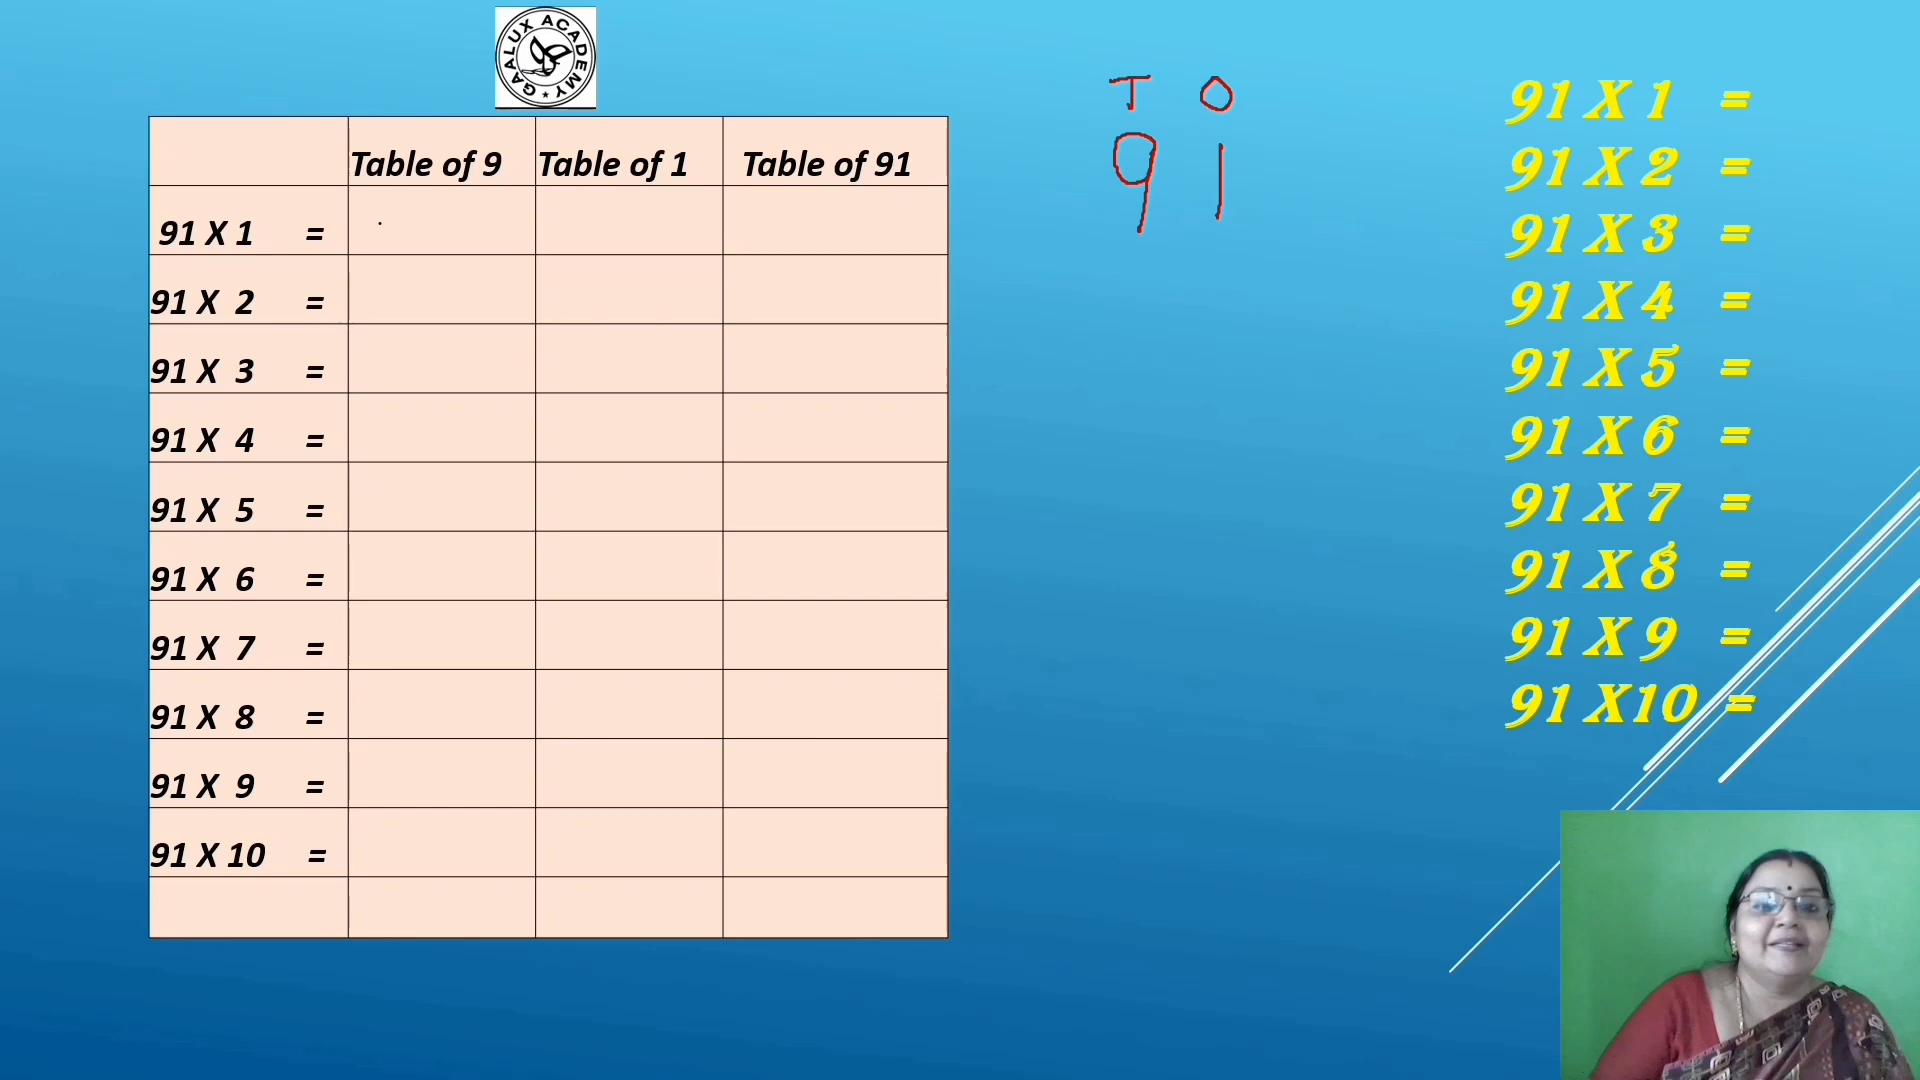 GAALUX ACADEMY
Table of 9 Table of 1 Table of 91
91 X 1 =
91 X 2 =
91 X 3 =
91 X 4 =
91 X 5 =
91 X 6 =
91 X 7 =
91 X 8 =
91 X 9 =
91 X 10 =
T O
9 1
91 X 1 =
91 X 2 =
91 X 3 =
91 X 4 =
91 X 5 =
91 X 6 =
91 X 7 =
91 X 8 =
91 X 9 =
91 X10 =